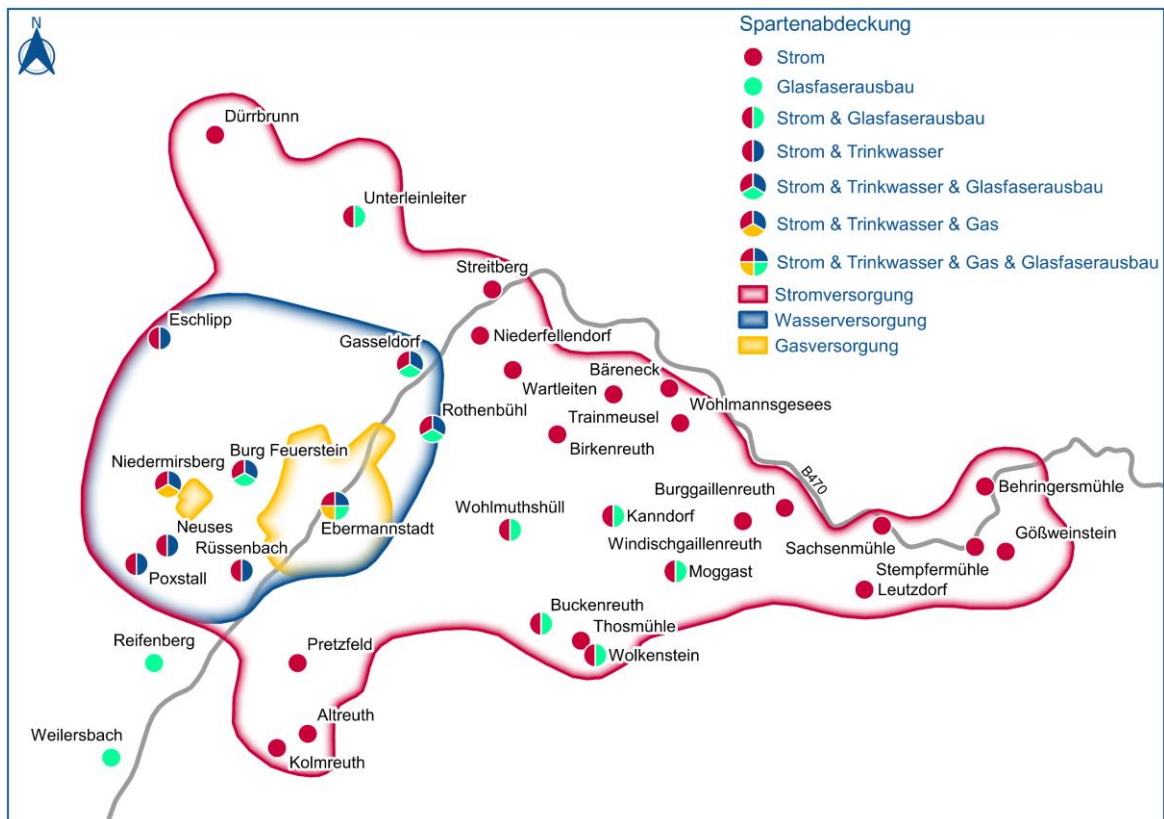 N
Spartenabdeckung
Strom
Glasfaserausbau
Strom & Glasfaserausbau
Strom & Trinkwasser
Strom & Trinkwasser & Glasfaserausbau
Strom & Trinkwasser & Gas
Strom & Trinkwasser & Gas & Glasfaserausbau
Stromversorgung
Wasserversorgung
Gasversorgung
Dürrbrunn
Unterleinleiter
Streitberg
Eschlipp
Gasseldorf
Niederfellendorf
Bäreneck
Wartleiten
Wohlmannsgesees
Rothenbühl
Trainmeusel
Birkenreuth
Burg Feuerstein
Niedermirsberg
B470
Behringersmühle
Burggaillenreuth
Wohlmuthshüll
Kanndorf
Neuses
Ebermannstadt
Gößweinstein
Windischgaillenreuth
Sachsenmühle
Rüssenbach
Stempfermühle
Poxstall
Moggast
Leutzdorf
Buckenreuth
Thosmühle
Reifenberg
Pretzfeld
Wolkenstein
Altreuth
Weilersbach
Kolmreuth